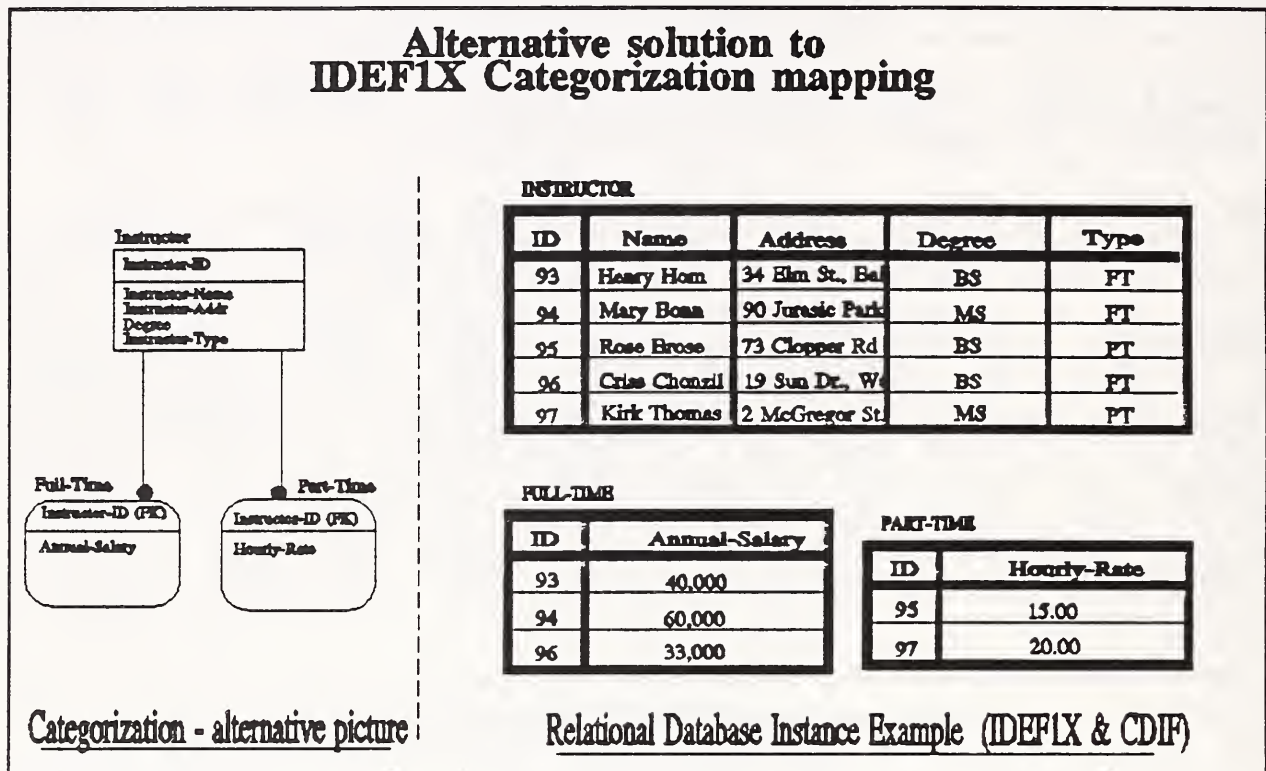 Alternative solution to
IDEF1X Categorization mapping
Instructor
Instructor-ID
Instructor-Name
Instructor-Addr
Degree
Instructor-Type
Full-Time
Instructor-ID (FK)
Annual-Salary
Part-Time
Instructor-ID (FK)
Hourly-Rate
Categorization - alternative picture
INSTRUCTOR
ID Name Address Degree Type
93 Henry Hom 34 Elm St., Bal BS FT
94 Mary Bonn 90 Jurasic Park MS FT
95 Rose Brose 73 Clopper Rd BS PT
96 Criss Chonzil 19 Sun Dr., W BS FT
97 Kirk Thomas 2 McGregor St. MS PT
FULL-TIME
ID Annual-Salary
93 40,000
94 60,000
96 33,000
PART-TIME
ID Hourly-Rate
95 15.00
97 20.00
Relational Database Instance Example (IDEF1X & CDIF)